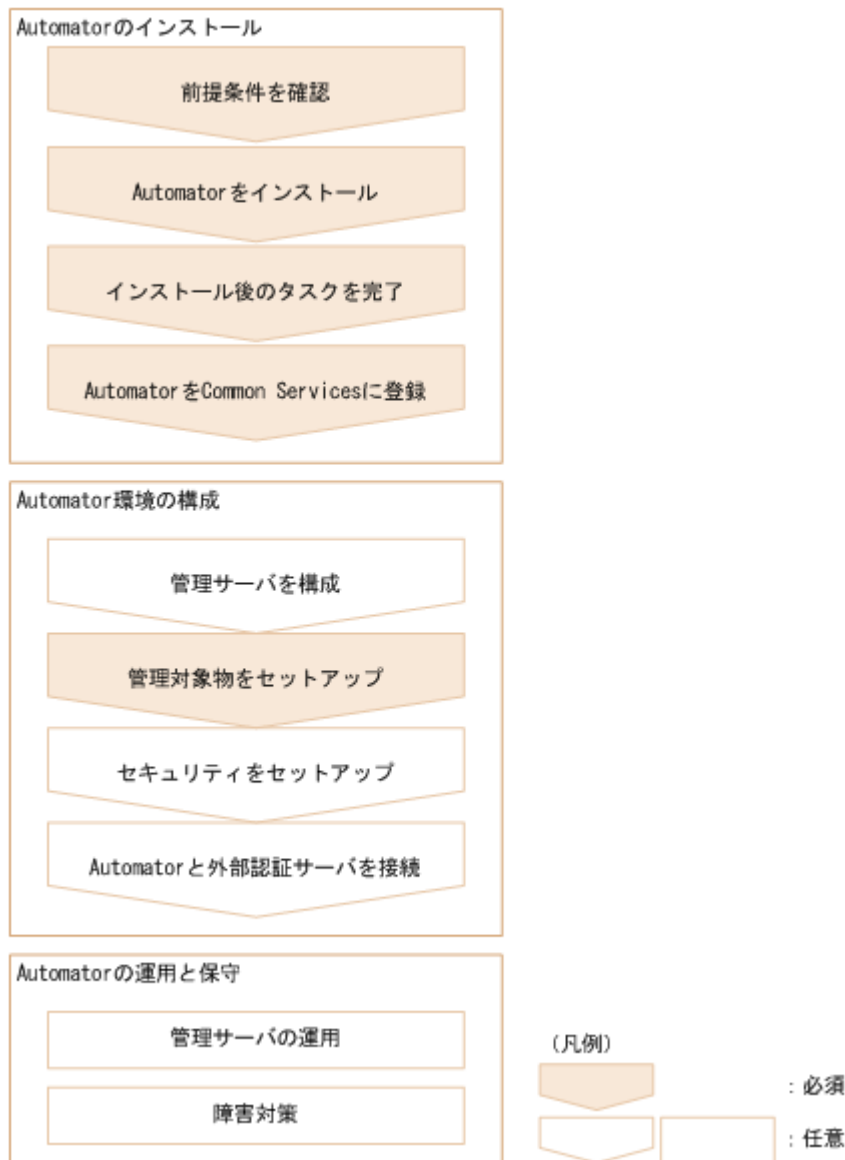 Automatorのインストール
前提条件を確認
Automatorをインストール
インストール後のタスクを完了
AutomatorをCommon Servicesに登録
Automator環境の構成
管理サーバを構成
管理対象物をセットアップ
セキュリティをセットアップ
Automatorと外部認証サーバを接続
Automatorの運用と保守
管理サーバの運用
障害対策
(凡例)
：必須
：任意